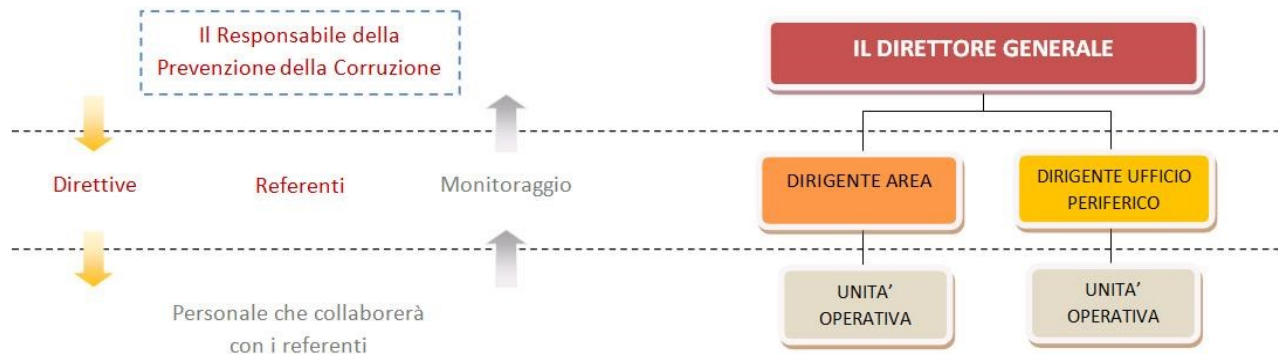 Il Responsabile della
Prevenzione della Corruzione
IL DIRETTORE GENERALE
Direttive
Referenti
Monitoraggio
DIRIGENTE AREA
DIRIGENTE UFFICIO
PERIFERICO
Personale che collaborerà
con i referenti
UNITA’
OPERATIVA
UNITA’
OPERATIVA